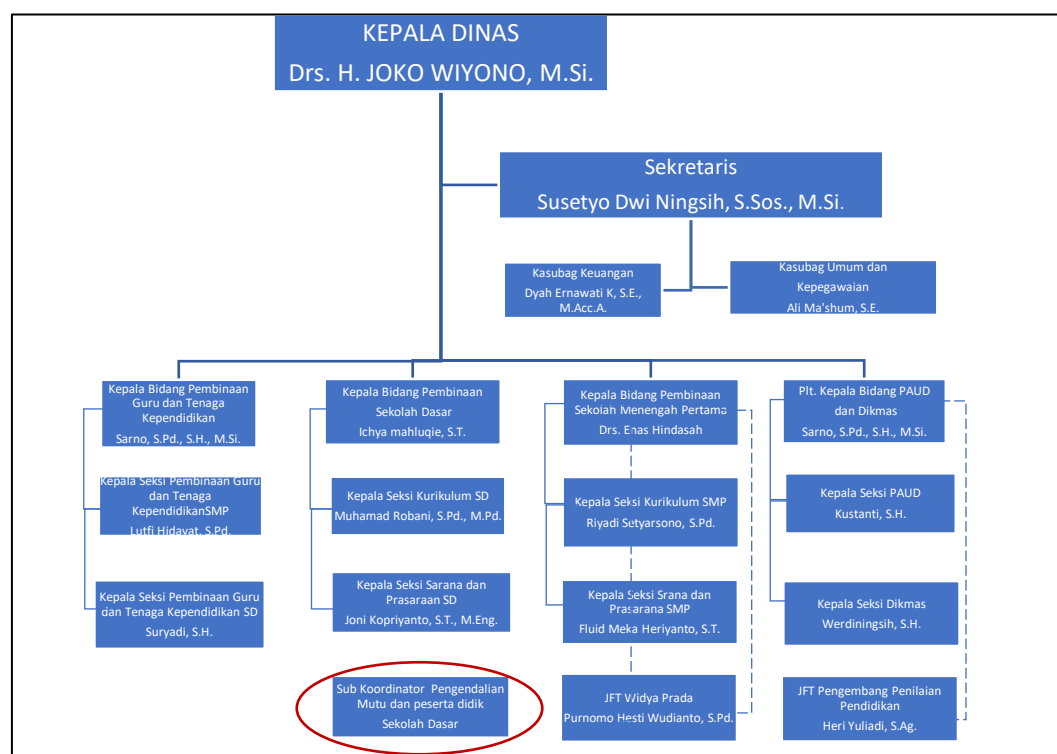 KEPALA DINAS
Drs. H. JOKO WIYONO, M.Si.
Sekretaris
Susetyo Dwi Ningsih, S.Sos., M.Si.
Kasubag Keuangan
Dyah Ernawati K, S.E.,
M.Acc.A.
Kasubag Umum dan
Kepegawaian
Ali Ma'shum, S.E.
Kepala Bidang Pembinaan
Guru dan Tenaga
Kependidikan
Sarno, S.Pd., S.H., M.Si.
Kepala Seksi Pembinaan Guru
dan Tenaga
KependidikanSMP
Lutfi Hidayat, S.Pd.
Kepala Seksi Pembinaan Guru
dan Tenaga Kependidikan SD
Suryadi, S.H.
Kepala Bidang Pembinaan
Sekolah Dasar
Ichya mahluqie, S.T.
Kepala Seksi Kurikulum SD
Muhamad Robani, S.Pd., M.Pd.
Kepala Seksi Sarana dan
Prasaraan SD
Joni Kopriyanto, S.T., M.Eng.
Sub Koordinator Pengendalian
Mutu dan peserta didik
Sekolah Dasar
Kepala Bidang Pembinaan
Sekolah Menengah Pertama
Drs. Enas Hindasah
Kepala Seksi Kurikulum SMP
Riyadi Setyarsono, S.Pd.
Kepala Seksi Srana dan
Prasarana SMP
Fluid Meka Heriyanto, S.T.
JFT Widya Prada
Purnomo Hesti Wudianto, S.Pd.
Plt. Kepala Bidang PAUD
dan Dikmas
Sarno, S.Pd., S.H., M.Si.
Kepala Seksi PAUD
Kustanti, S.H.
Kepala Seksi Dikmas
Werdiningsih, S.H.
JFT Pengembang Penilaian
Pendidikan
Heri Yuliadi, S.Ag.